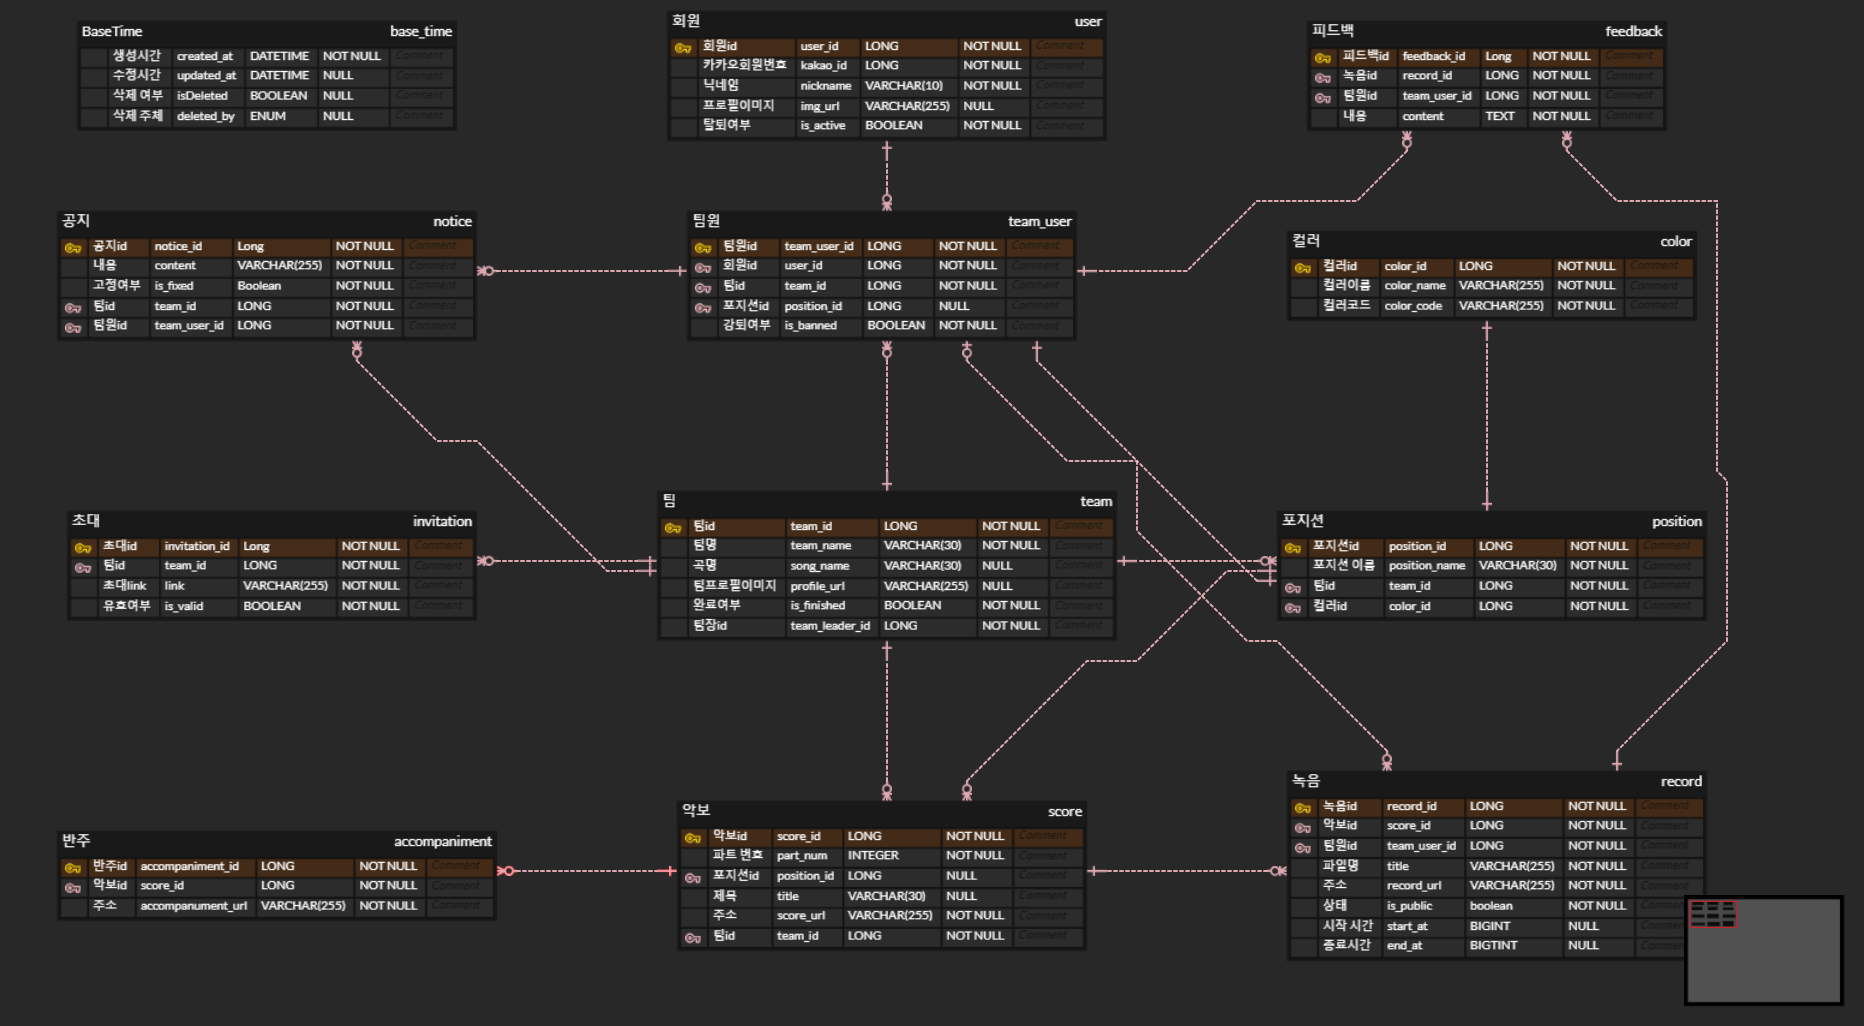 BaseTime base_time
생성시간 created_at DATETIME NOT NULL Comment
수정시간 updated_at DATETIME NULL Comment
삭제 여부 isDeleted BOOLEAN NULL Comment
삭제 주체 deleted_by ENUM NULL Comment
회원 user
회원id user_id LONG NOT NULL Comment
카카오회원번호 kakao_id LONG NOT NULL Comment
닉네임 nickname VARCHAR(10) NOT NULL Comment
프로필이미지 img_url VARCHAR(255) NULL Comment
탈퇴여부 is_active BOOLEAN NOT NULL Comment
피드백 feedback
피드백id feedback_id Long NOT NULL Comment
녹음id record_id LONG NOT NULL Comment
팀원id team_user_id LONG NOT NULL Comment
내용 content TEXT NOT NULL Comment
공지 notice
공지id notice_id Long NOT NULL Comment
내용 content VARCHAR(255) NOT NULL Comment
고정여부 is_fixed Boolean NOT NULL Comment
팀id team_id LONG NOT NULL Comment
팀원id team_user_id LONG NOT NULL Comment
팀원 team_user
팀원id team_user_id LONG NOT NULL Comment
회원id user_id LONG NOT NULL Comment
팀id team_id LONG NOT NULL Comment
포지션id position_id LONG NULL Comment
강퇴여부 is_banned BOOLEAN NOT NULL Comment
컬러 color
컬러id color_id LONG NOT NULL Comment
컬러이름 color_name VARCHAR(255) NOT NULL Comment
컬러코드 color_code VARCHAR(255) NOT NULL Comment
초대 invitation
초대id invitation_id Long NOT NULL Comment
팀id team_id LONG NOT NULL Comment
초대link link VARCHAR(255) NOT NULL Comment
유효여부 is_valid BOOLEAN NOT NULL Comment
팀 team
팀id team_id LONG NOT NULL Comment
팀명 team_name VARCHAR(30) NOT NULL Comment
곡명 song_name VARCHAR(30) NULL Comment
팀프로필이미지 profile_url VARCHAR(255) NULL Comment
완료여부 is_finished BOOLEAN NOT NULL Comment
팀장id team_leader_id LONG NOT NULL Comment
포지션 position
포지션id position_id LONG NOT NULL Comment
포지션 이름 position_name VARCHAR(30) NOT NULL Comment
팀id team_id LONG NOT NULL Comment
컬러id color_id LONG NOT NULL Comment
반주 accompaniment
반주id accompaniment_id LONG NOT NULL Comment
악보id score_id LONG NOT NULL Comment
주소 accompanument_url VARCHAR(255) NOT NULL Comment
악보 score
악보id score_id LONG NOT NULL Comment
파트 번호 part_num INTEGER NOT NULL Comment
포지션id position_id LONG NULL Comment
제목 title VARCHAR(30) NULL Comment
주소 score_url VARCHAR(255) NOT NULL Comment
팀id team_id LONG NOT NULL Comment
녹음 record
녹음id record_id LONG NOT NULL Comment
악보id score_id LONG NOT NULL Comment
팀원id team_user_id LONG NOT NULL Comment
파일명 title VARCHAR(255) NOT NULL Comment
주소 record_url VARCHAR(255) NOT NULL Comment
상태 is_public boolean NOT NULL
시작 시간 start_at BIGINT NULL
종료시간 end_at BIGTINT NULL